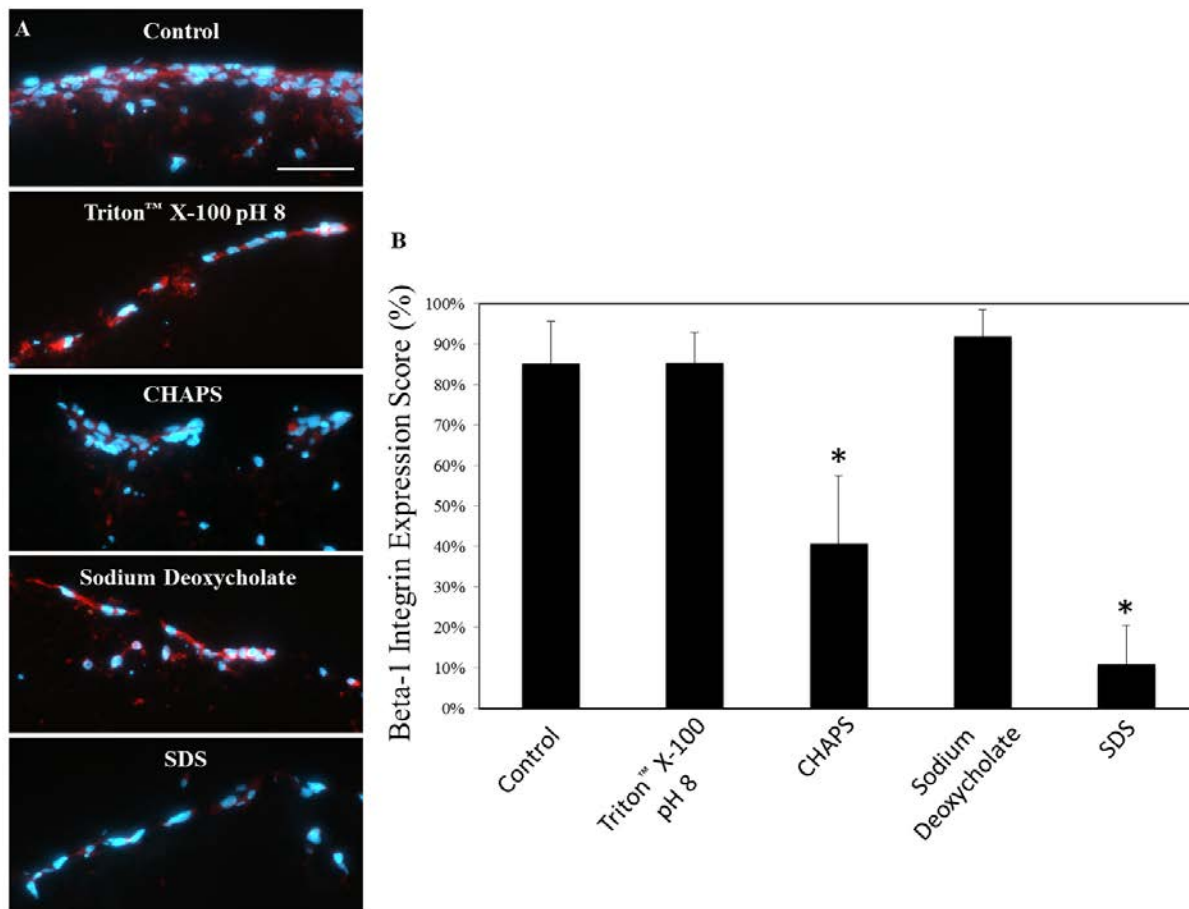 A
Control
Triton™ X-100 pH 8
CHAPS
Sodium Deoxycholate
SDS
B
Beta-1 Integrin Expression Score (%)
100%
90%
80%
70%
60%
50%
40%
30%
20%
10%
0%
*
*
Control
Triton™ X-100
pH 8
CHAPS
Sodium
Deoxycholate
SDS